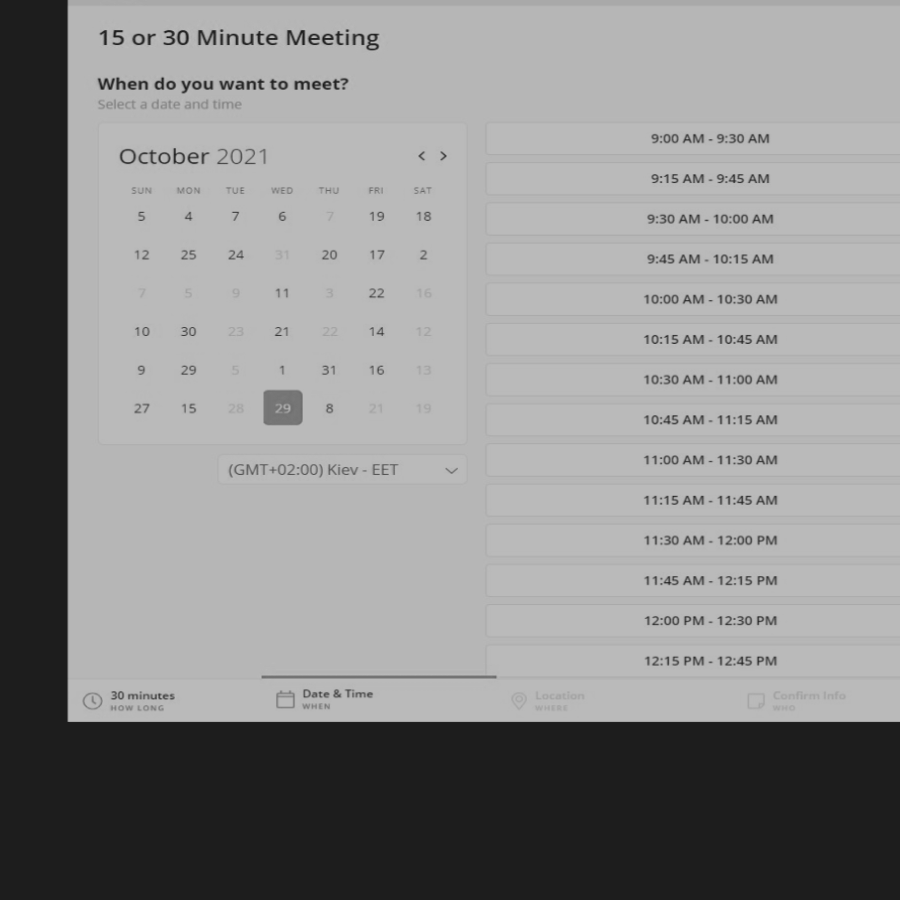 15 or 30 Minute Meeting
When do you want to meet?
Select a date and time
October 2021 < >
SUN MON TUE WED THU FRI SAT
5 4 7 6 7 19 18
12 25 24 31 20 17 2
7 5 9 11 3 22 16
10 30 23 21 22 14 12
9 29 5 1 31 16 13
27 15 28 29 8 21 19
(GMT+02:00) Kiev - EET
9:00 AM - 9:30 AM
9:15 AM - 9:45 AM
9:30 AM - 10:00 AM
9:45 AM - 10:15 AM
10:00 AM - 10:30 AM
10:15 AM - 10:45 AM
10:30 AM - 11:00 AM
10:45 AM - 11:15 AM
11:00 AM - 11:30 AM
11:15 AM - 11:45 AM
11:30 AM - 12:00 PM
11:45 AM - 12:15 PM
12:00 PM - 12:30 PM
12:15 PM - 12:45 PM
30 minutes
HOW LONG
Date & Time
WHEN
Location
WHERE
Confirm Info
WHO